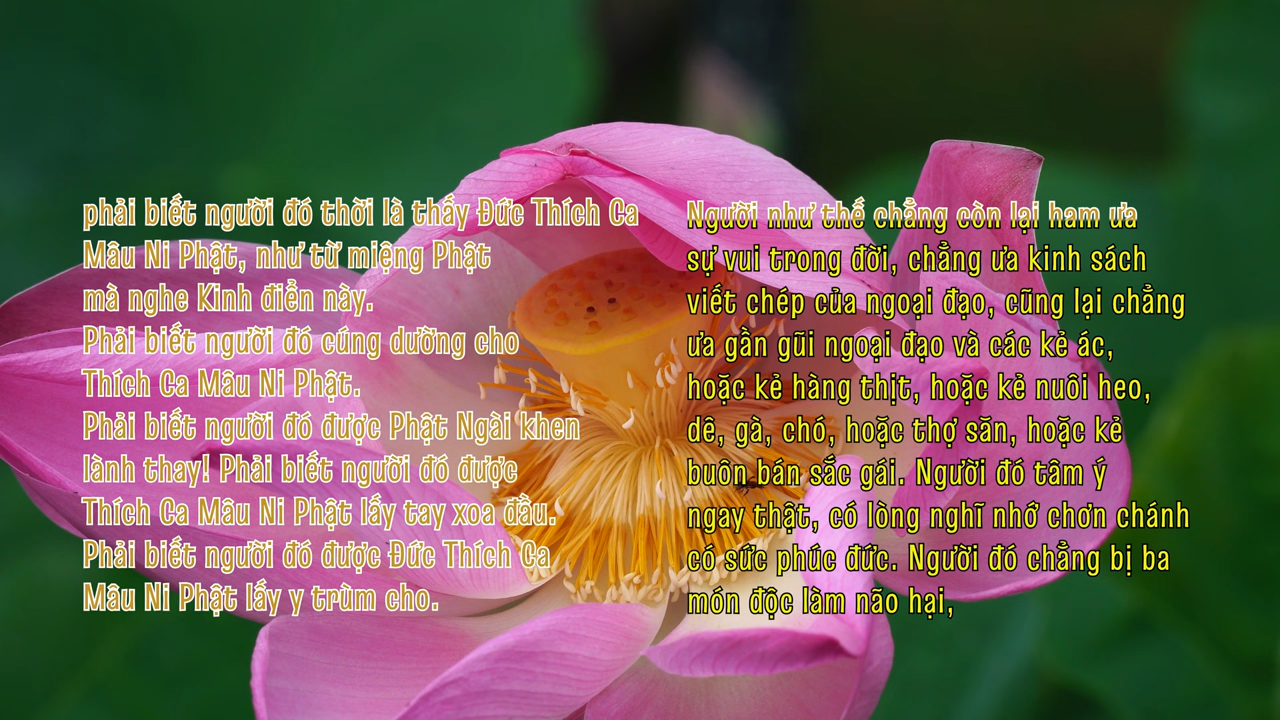 phải biết người đó thời là thấy Đức Thích Ca
Mâu Ni Phật, như từ miệng Phật
mà nghe Kinh điển này.
Phải biết người đó cúng dường cho
Thích Ca Mâu Ni Phật.
Phải biết người đó được Phật Ngài khen
lành thay! Phải biết người đó được
Thích Ca Mâu Ni Phật lấy tay xoa đầu.
Phải biết người đó được Đức Thích Ca
Mâu Ni Phật lấy y trùm cho.
Người như thế chẳng còn lại ham ưa
sự vui trong đời, chẳng ưa kinh sách
viết chép của ngoại đạo, cũng lại chẳng
ưa gần gũi ngoại đạo và các kẻ ác,
hoặc kẻ hàng thịt, hoặc kẻ nuôi heo,
dê, gà, chó, hoặc thợ săn, hoặc kẻ
buôn bán sắc gái. Người đó tâm ý
ngay thật, có lòng nghĩ nhớ chơn chánh
có sức phúc đức. Người đó chẳng bị ba
món độc làm não hại,